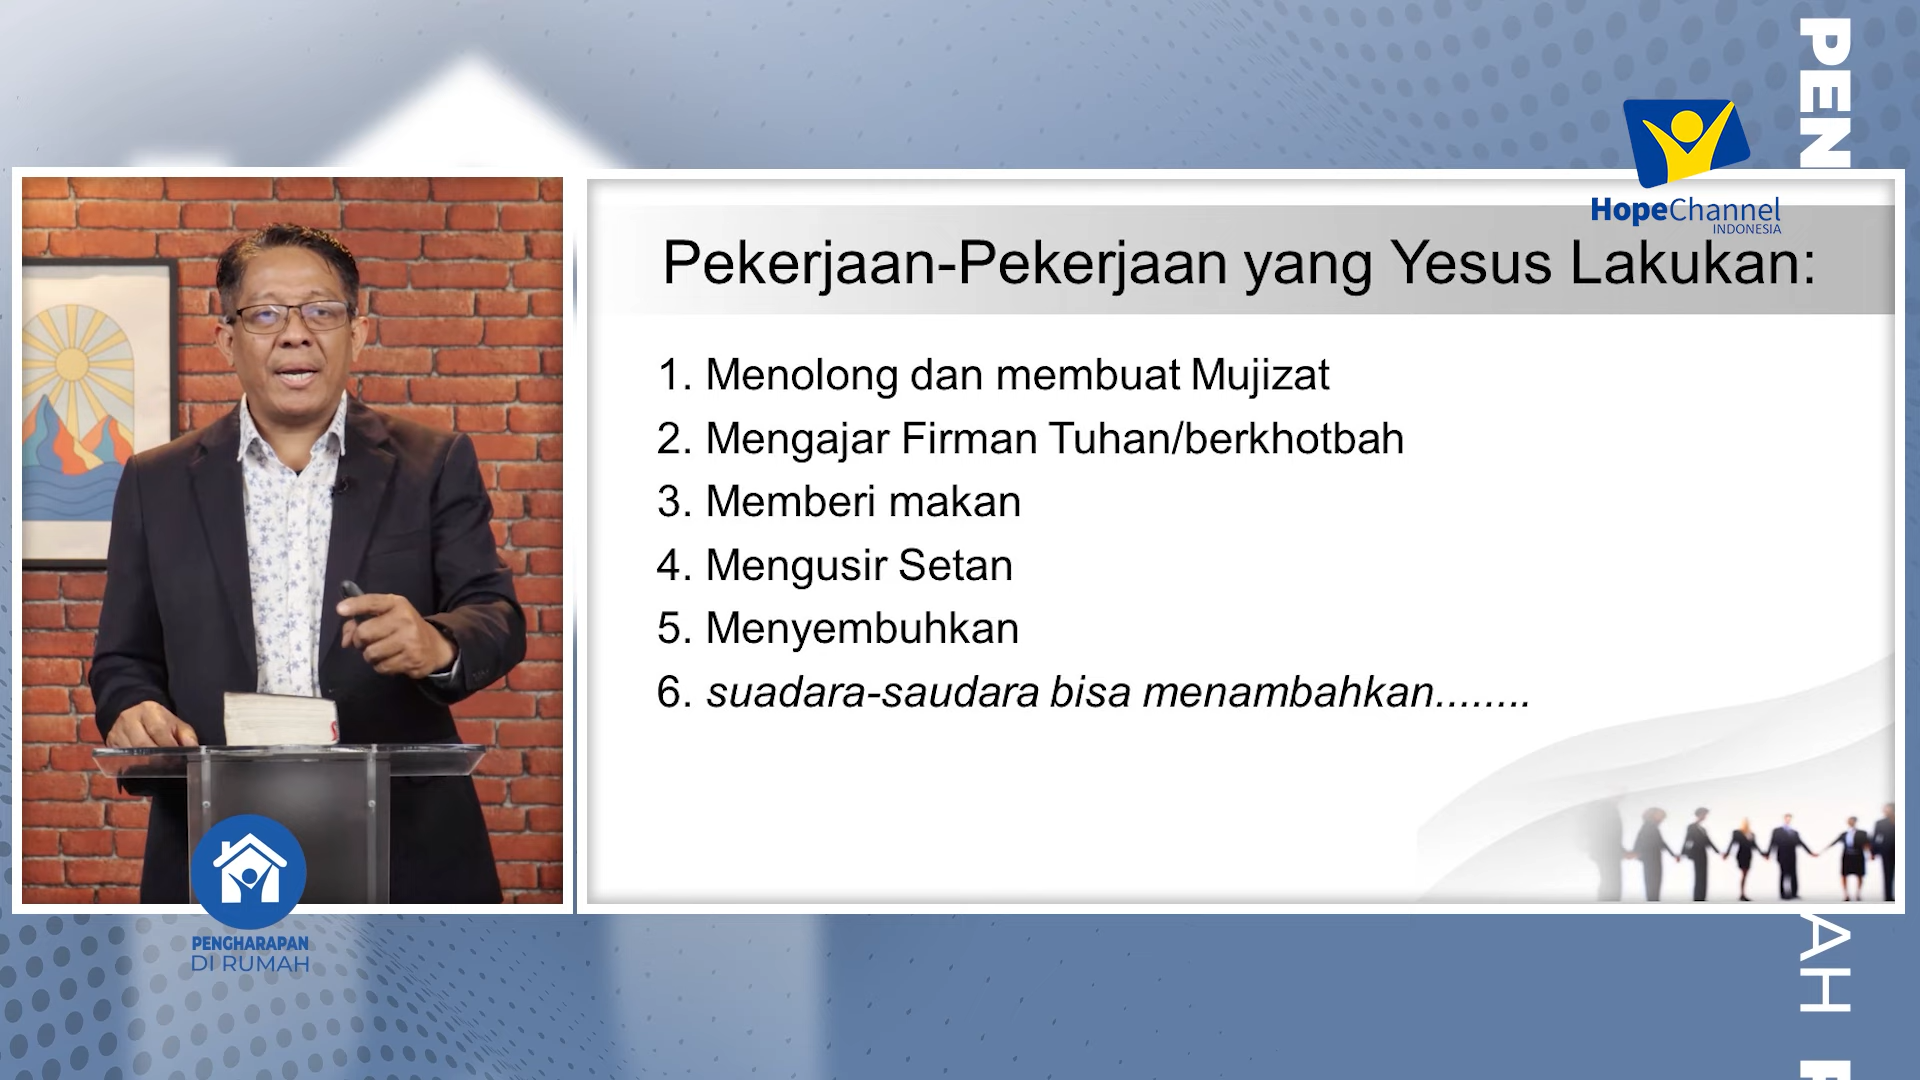 PEN
HopeChannel
INDONESIA
Pekerjaan-Pekerjaan yang Yesus Lakukan:
1. Menolong dan membuat Mujizat
2. Mengajar Firman Tuhan/berkhotbah
3. Memberi makan
4. Mengusir Setan
5. Menyembuhkan
6. suadara-saudara bisa menambahkan........
PENGHARAPAN
DI RUMAH
AH